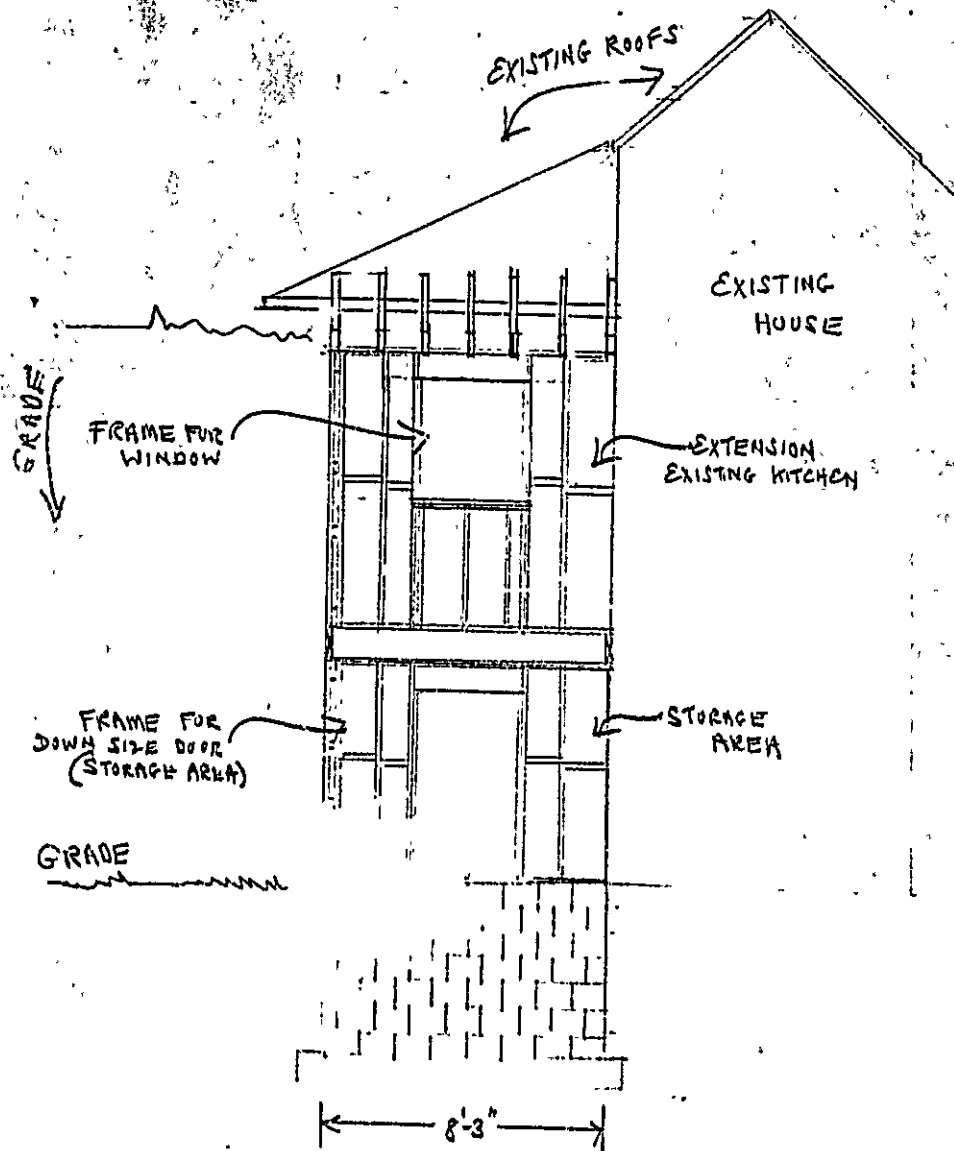 EXISTING ROOFS
EXISTING
HOUSE
GRADE
FRAME FUR
WINDOW
EXTENSION
EXISTING KITCHEN
FRAME FOR
DOWN SIZE DOOR
(STORAGE AREA)
STORAGE
AREA
GRADE
8'-3"